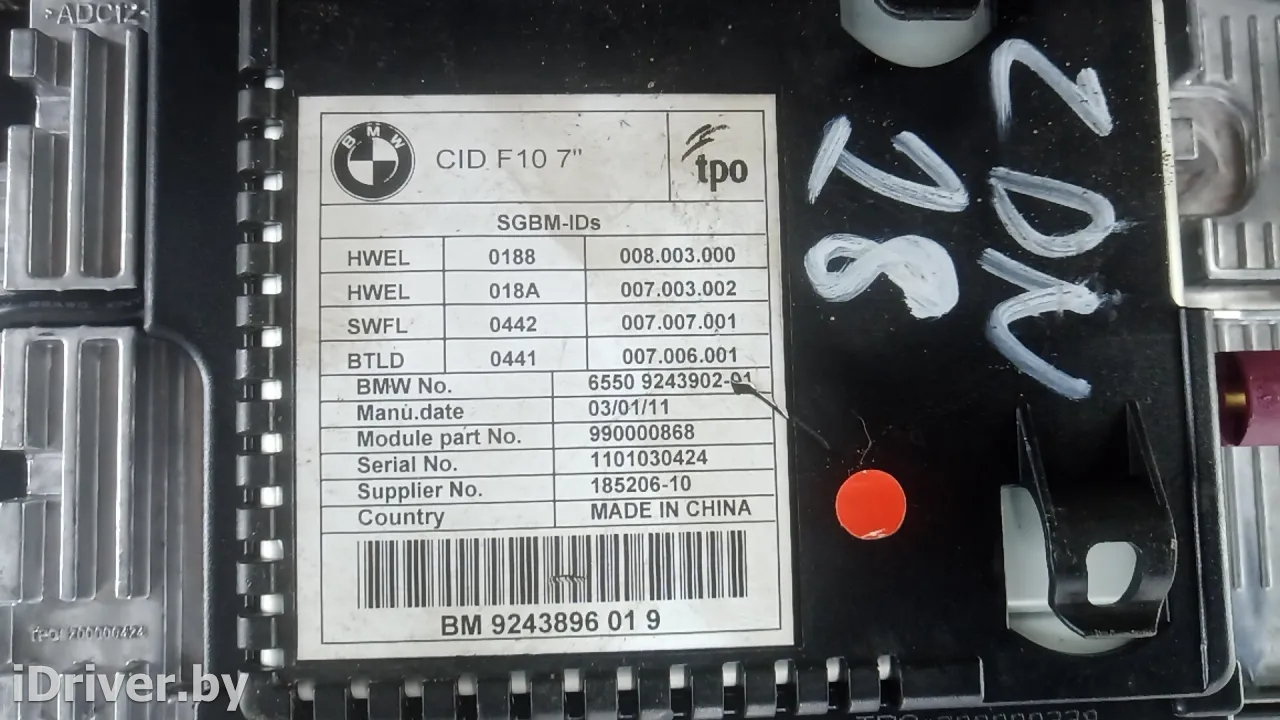 >ADC12<
BMW
CID F10 7"
tpo
SGBM-IDs
HWEL 0188 008.003.000
HWEL 018A 007.003.002
SWFL 0442 007.007.001
BTLD 0441 007.006.001
BMW No. 6550 9243902-01
Manu.date 03/01/11
Module part No. 990000868
Serial No. 1101030424
Supplier No. 185206-10
Country MADE IN CHINA
BM 9243896 01 9
iDriver.by